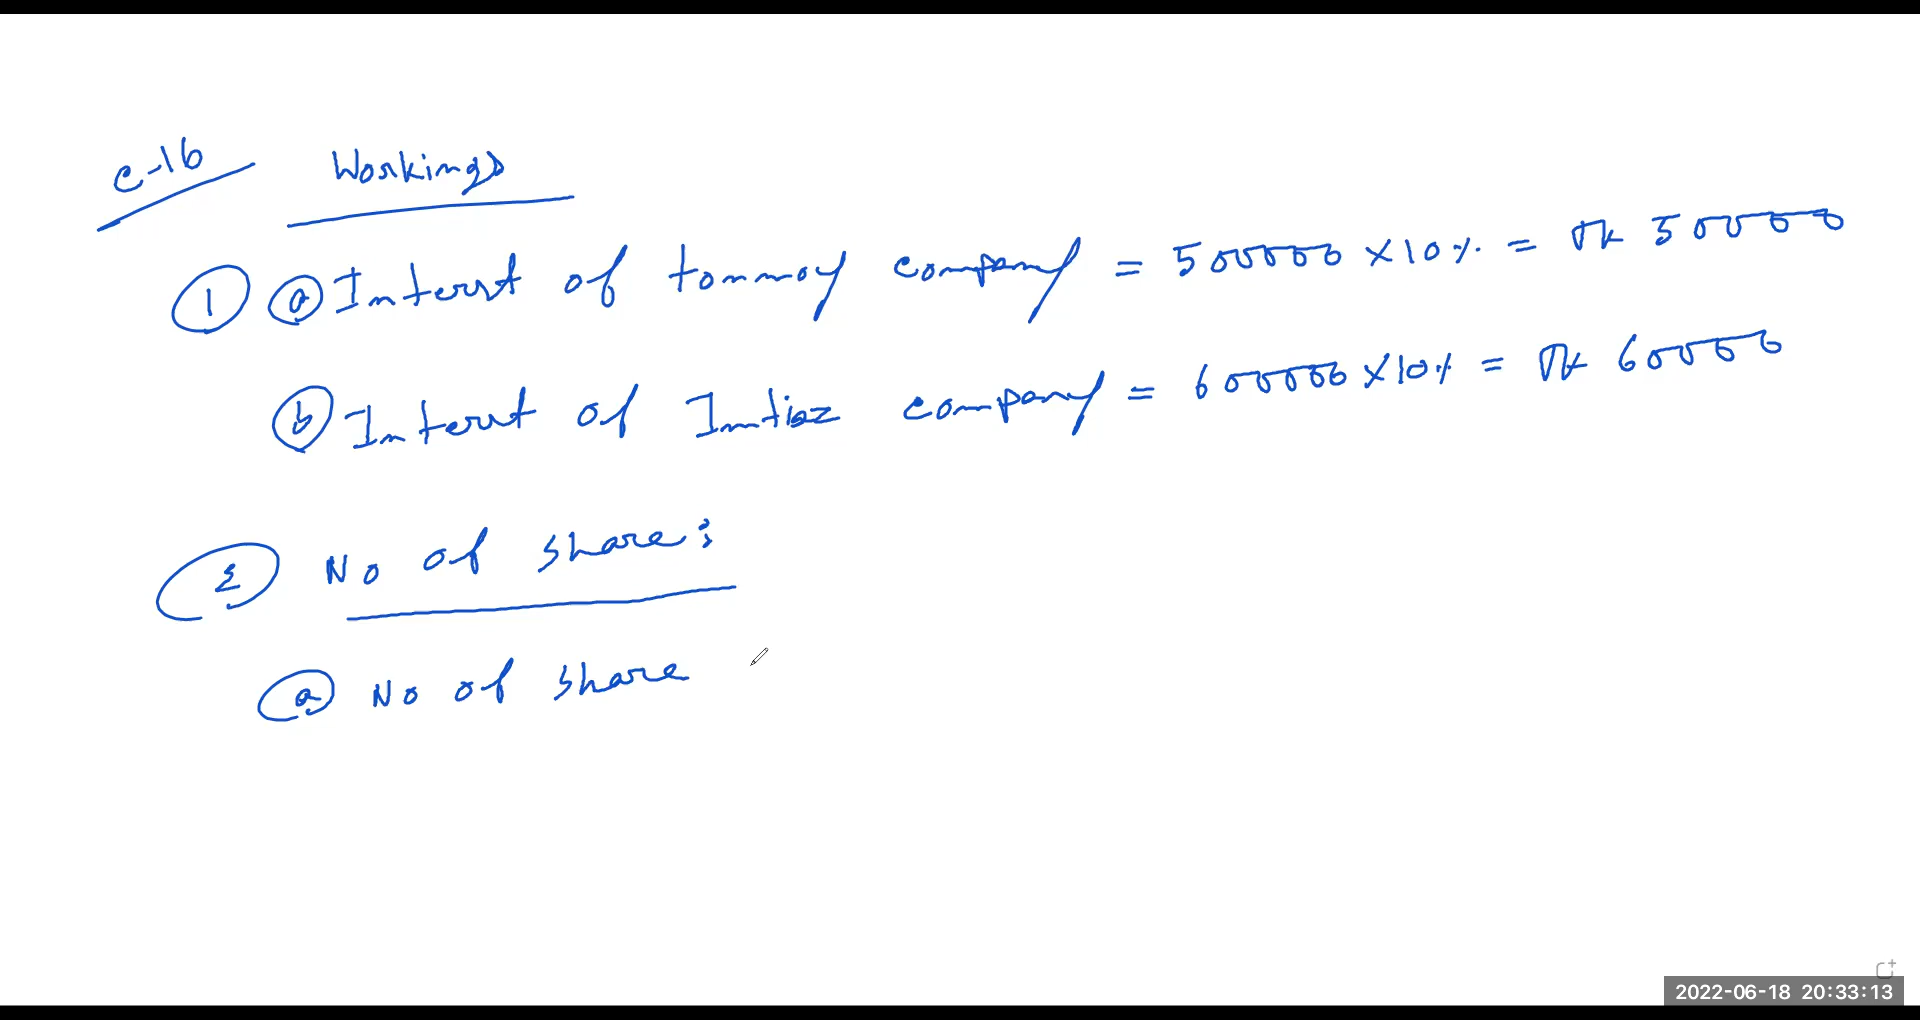 e-16 Workings
1 a Interest of tonmoy company = 500000 × 10% = Tk 50000
b Interest of Imtiaz company = 600000 × 10% = Tk 60000
2 No of share:
a No of share
2022-06-18 20:33:13